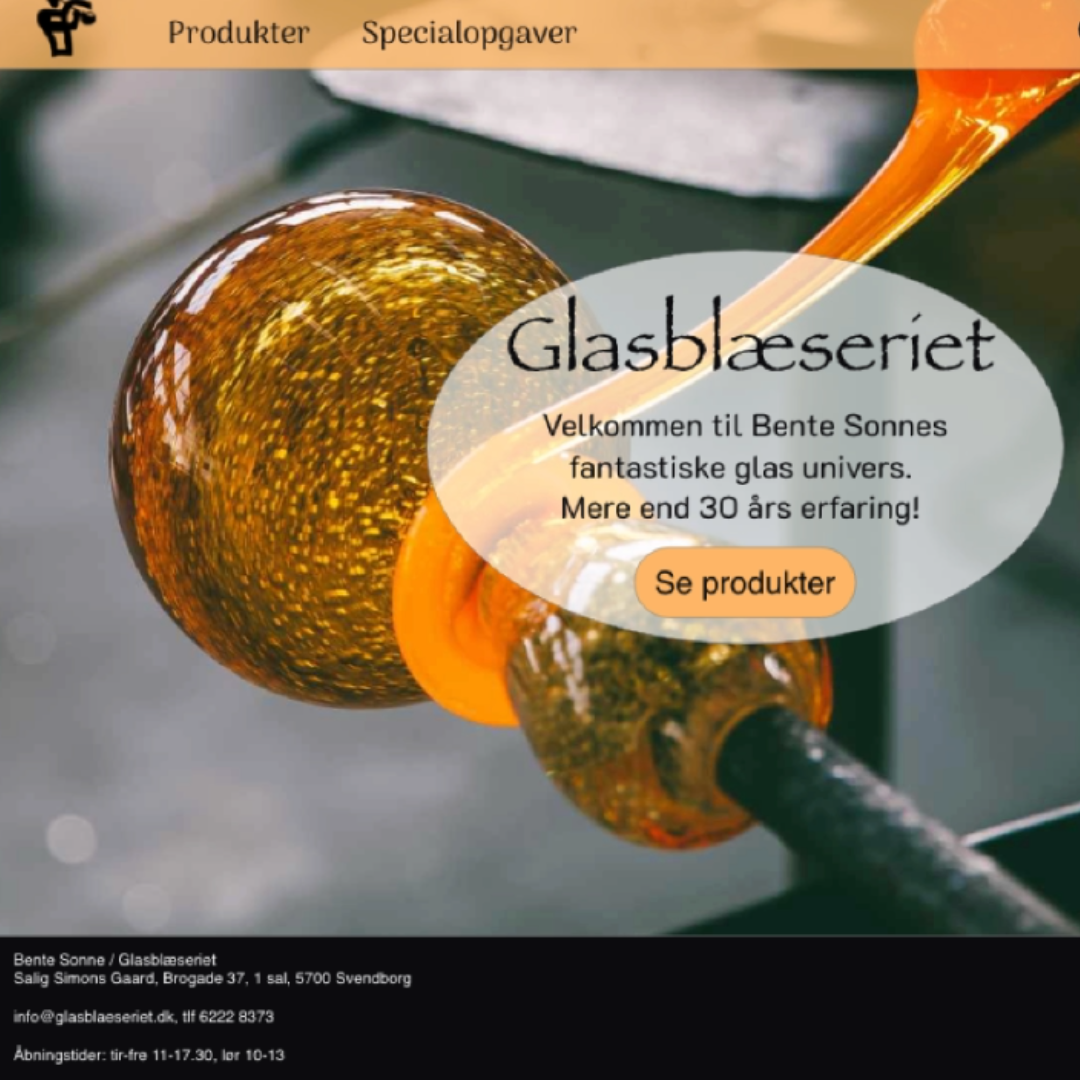 Produkter Specialopgaver
Glasblæseriet
Velkommen til Bente Sonnes
fantastiske glas univers.
Mere end 30 års erfaring!
Se produkter
Bente Sonne / Glasblæseriet
Salig Simons Gaard, Brogade 37, 1 sal, 5700 Svendborg
info@glasblaeseriet.dk, tlf 6222 8373
Åbningstider: tir-fre 11-17.30, lør 10-13